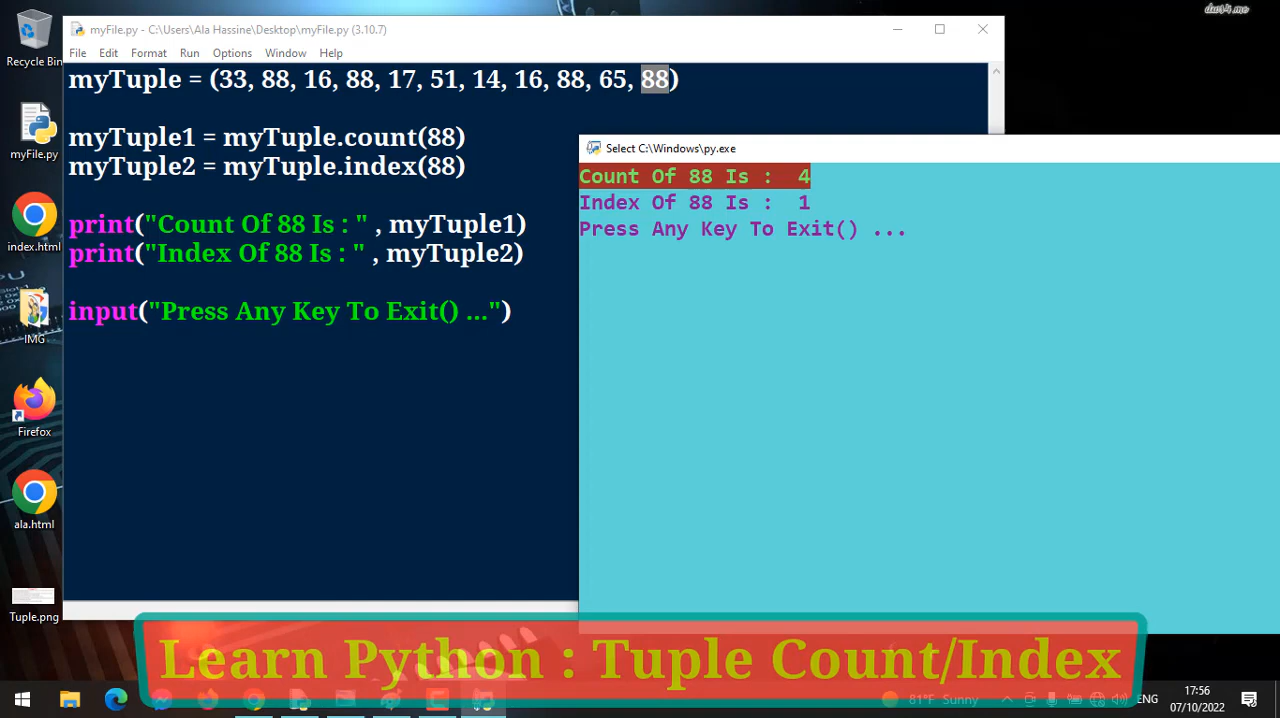 dws4.me
Recycle Bin
myFile.py
index.html
IMG
Firefox
ala.html
Tuple.png
myFile.py - C:\Users\Ala Hassine\Desktop\myFile.py (3.10.7)
File Edit Format Run Options Window Help
myTuple = (33, 88, 16, 88, 17, 51, 14, 16, 88, 65, 88)
myTuple1 = myTuple.count(88)
myTuple2 = myTuple.index(88)
print("Count Of 88 Is : " , myTuple1)
print("Index Of 88 Is : " , myTuple2)
input("Press Any Key To Exit() ...")
Select C:\Windows\py.exe
Count Of 88 Is :  4
Index Of 88 Is :  1
Press Any Key To Exit() ...
Learn Python : Tuple Count/Index
81°F Sunny
ENG
17:56
07/10/2022